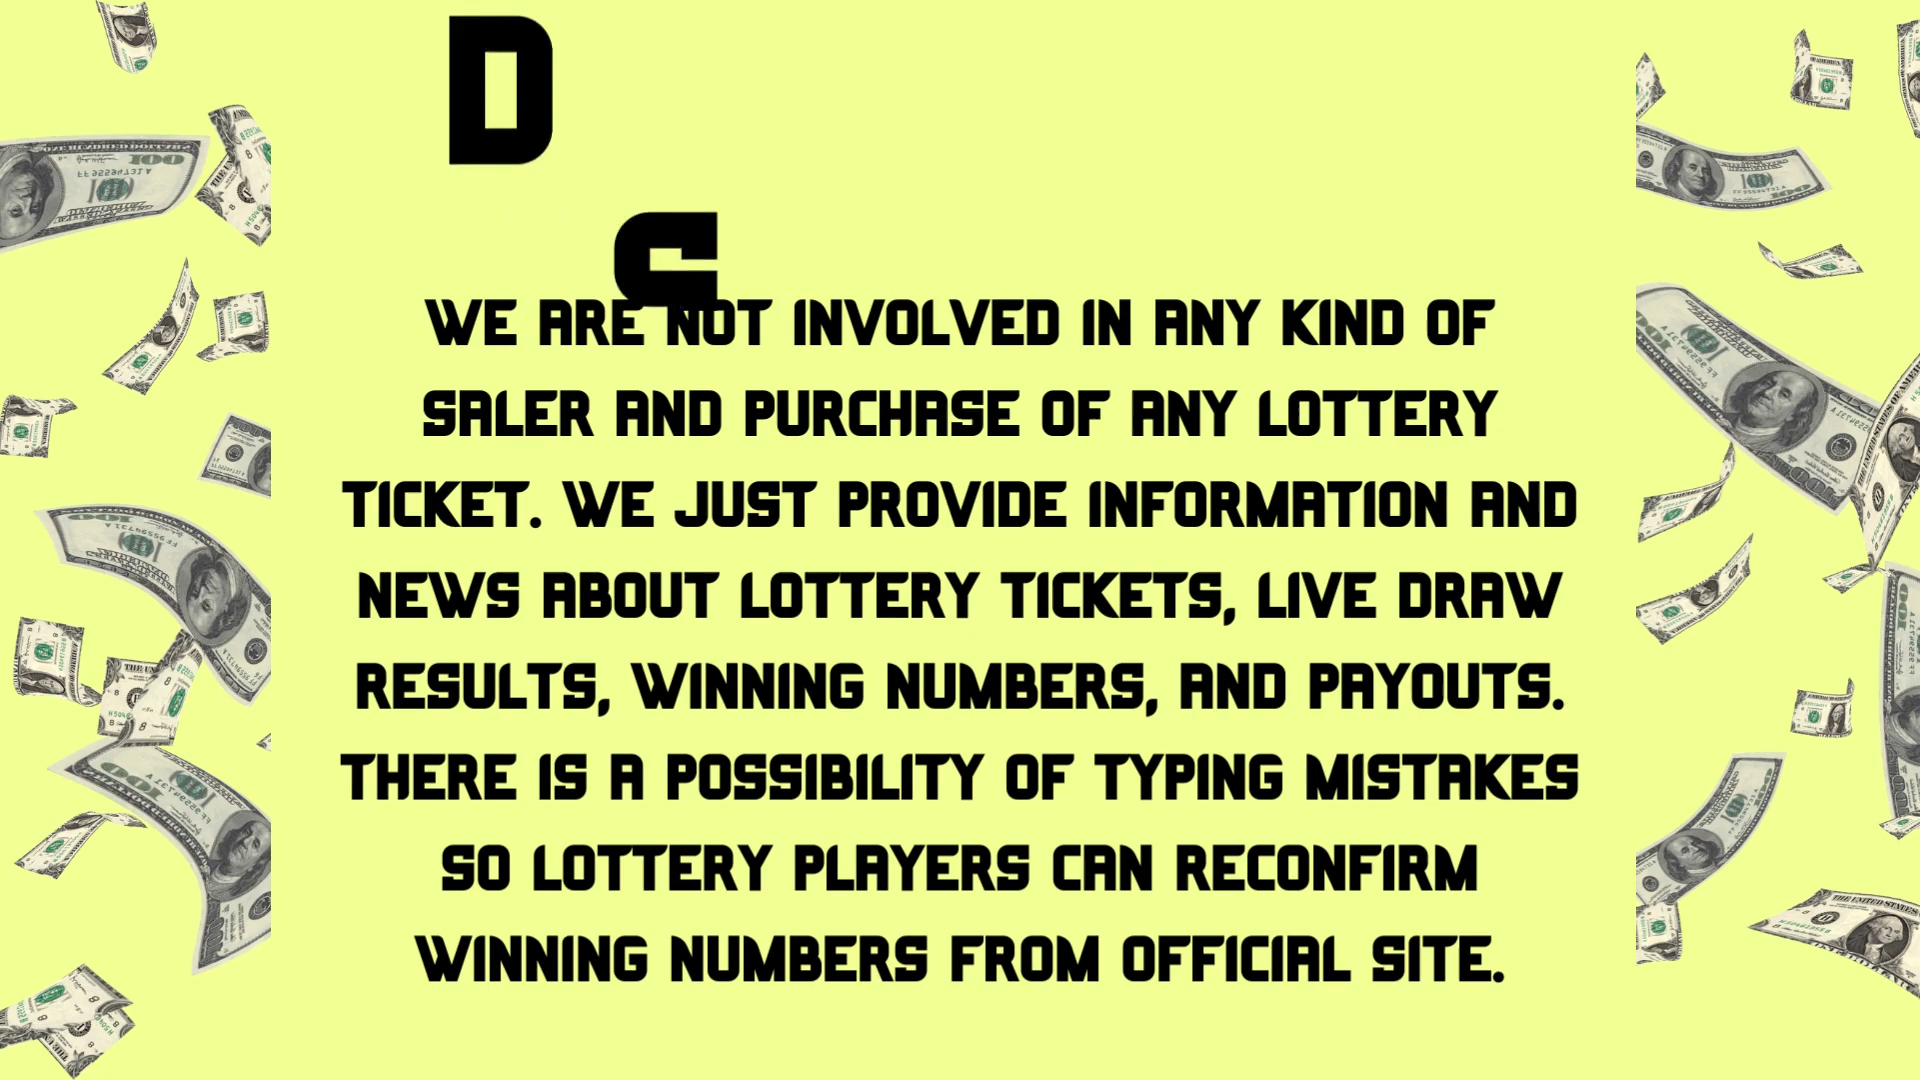 D
S
WE ARE NOT INVOLVED IN ANY KIND OF
SALER AND PURCHASE OF ANY LOTTERY
TICKET. WE JUST PROVIDE INFORMATION AND
NEWS ABOUT LOTTERY TICKETS, LIVE DRAW
RESULTS, WINNING NUMBERS, AND PAYOUTS.
THERE IS A POSSIBILITY OF TYPING MISTAKES
SO LOTTERY PLAYERS CAN RECONFIRM
WINNING NUMBERS FROM OFFICIAL SITE.